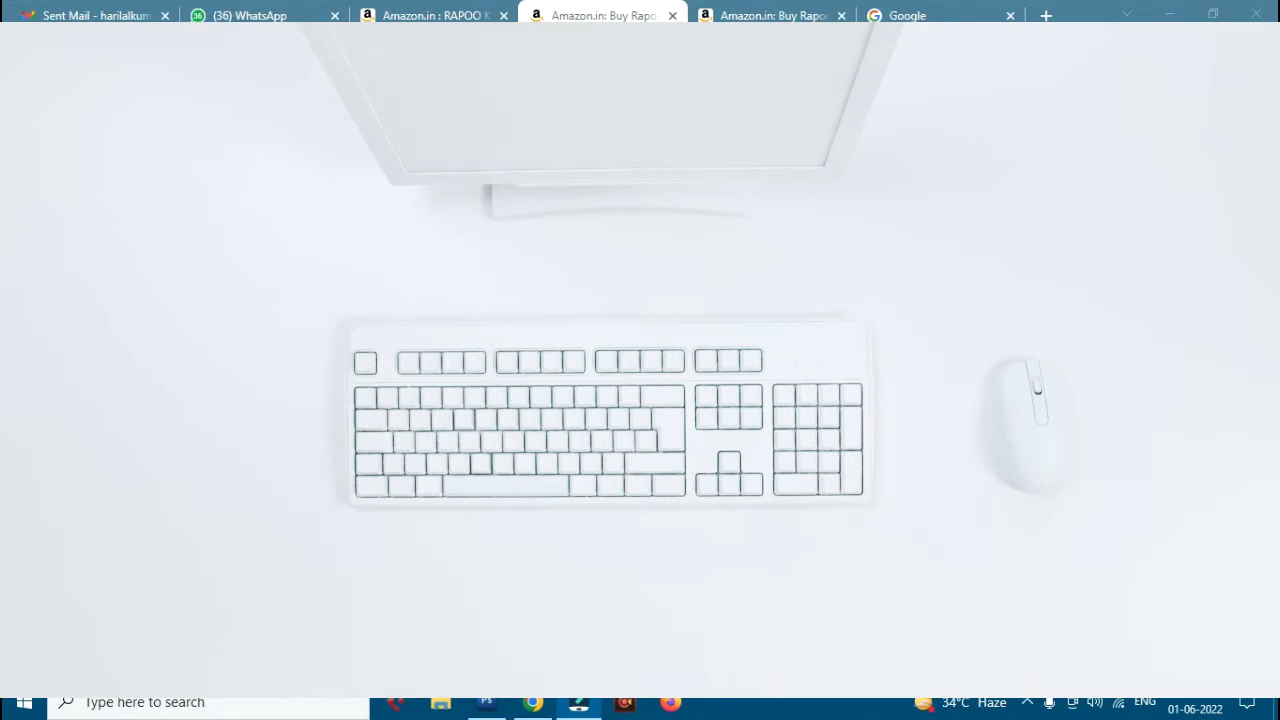 Sent Mail - harilalkum
(36) WhatsApp
Amazon.in : RAPOO K
Amazon.in: Buy Rapo
Amazon.in: Buy Rapo
Google
Type here to search
34°C Haze
ENG
01-06-2022